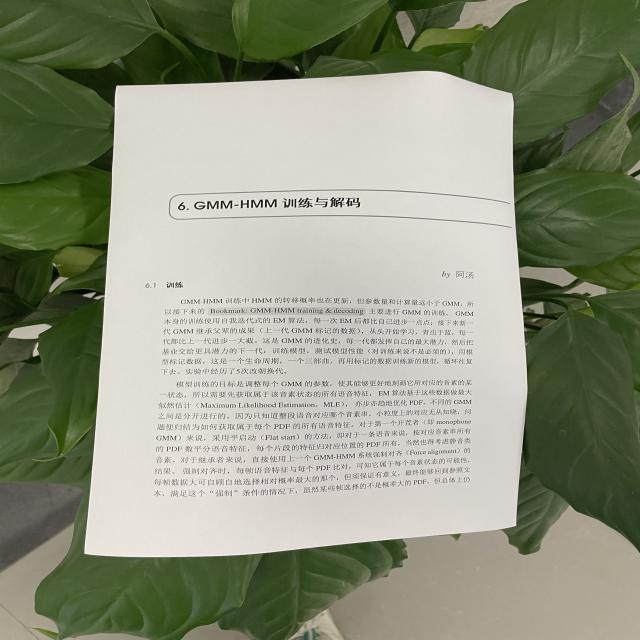 6. GMM-HMM 训练与解码
by 阿汤
6.1 训练
GMM-HMM 训练中 HMM 的转移概率也在更新，但参数量和计算量远小于 GMM，所
以接下来的 Bookmark: GMM-HMM training & decoding 主要进行 GMM 的训练。GMM
本身的训练使用自我迭代式的 EM 算法，每一次 EM 后都比自己进步一点点；接下来新一
代 GMM 继承父辈的成果（上一代 GMM 标记的数据），从头开始学习，青出于蓝，每一
代都比上一代进步一大截。这是 GMM 的进化史，每一代都发挥自己的最大潜力，然后把
基业交给更具潜力的下一代；训练模型，测试模型性能（对训练来说不是必须的），用模
型标记数据，这是一个生命周期，一个三部曲，再用标记的数据训练新的模型，循环往复
下去。实验中经历了5次改朝换代。
模型训练的目标是调整每个 GMM 的参数，使其能够更好地刻画它所对应的音素的某
一状态，所以需要先获取属于该音素状态的所有语音特征，EM 算法基于这些数据做最大
似然估计（Maximum Likelihood Estimation，MLE），亦步亦趋地优化 PDF，不同的 GMM
之间是分开进行的，因为只知道整段语音对应哪个音素串，小粒度上的对应无从知晓，问
题便归结为如何获取属于每个 PDF 的所有语音特征。对于第一个开发者（即 monophone
GMM）来说，采用平启动（Flat start）的方法，即对于一条语音来说，按对应音素串所有
的 PDF 数平分语音特征，每个片段的特征归对应位置的 PDF 所有，当然也得考虑静音类
音素。对于继承者来说，直接使用上一个 GMM-HMM 系统强制对齐（Force alignment）的
结果。 强制对齐时，每帧语音特征与每个 PDF 比对，可知它属于每个音素状态的可能性，
每帧数据大可自顾自地选择相对概率最大的那个，但须保证有意义，最终能够回到参照文
本，满足这个“强制”条件的情况下，虽然某些帧选择的不是概率大的 PDF，但总体上仍